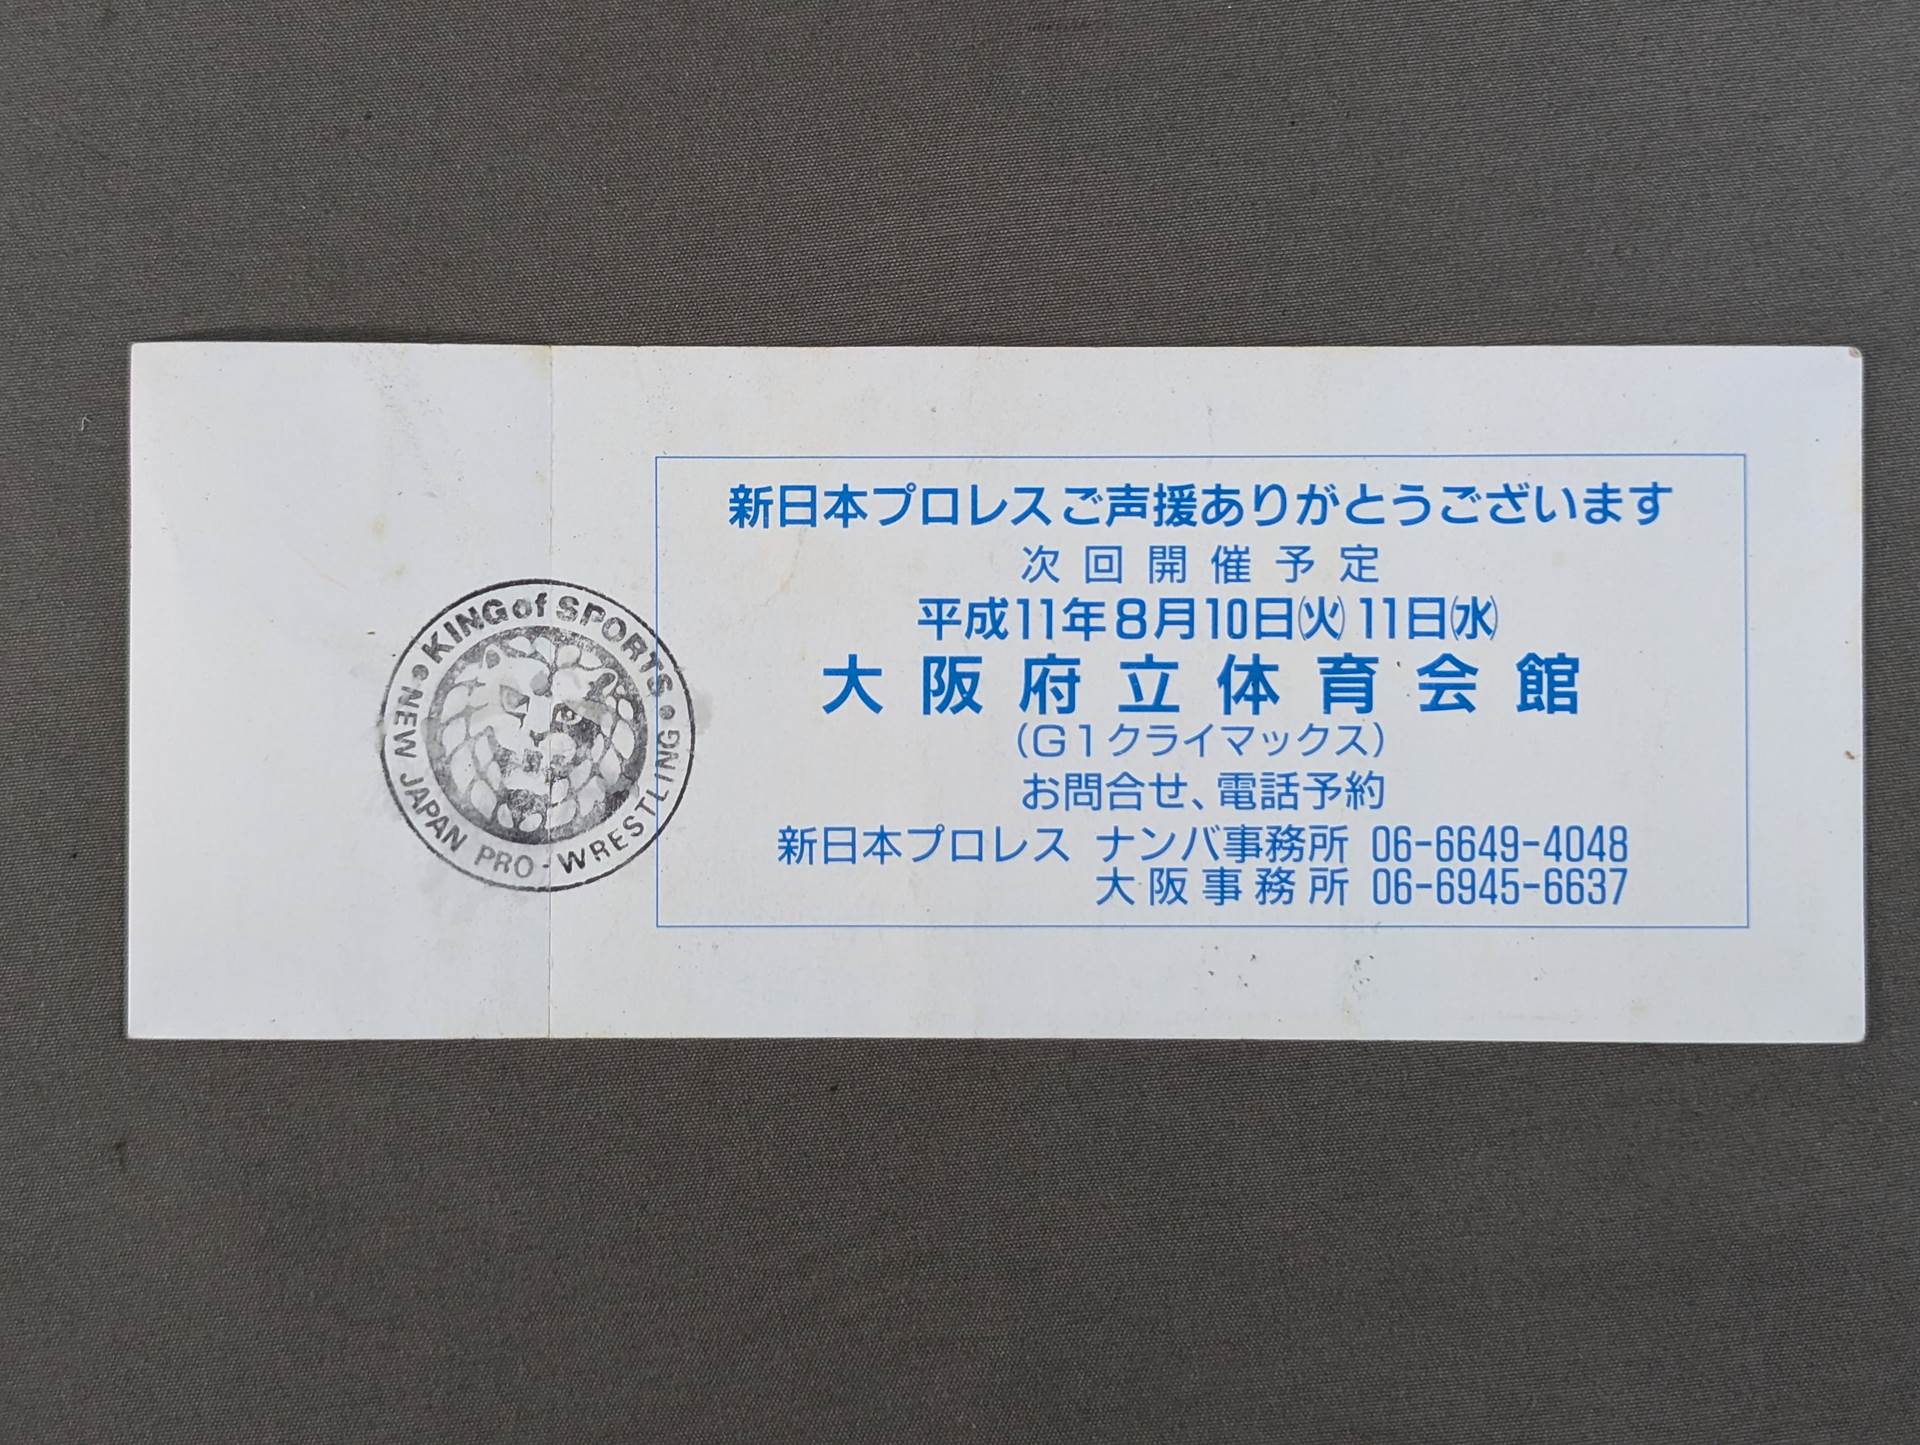 新日本プロレスご声援ありがとうございます
次回開催予定
平成11年8月10日㈫11日㈬
大阪府立体育会館
(G1クライマックス)
お問合せ、電話予約
新日本プロレス ナンバ事務所 06-6649-4048
大阪事務所 06-6945-6637
KING of SPORTS
NEW JAPAN PRO-WRESTLING